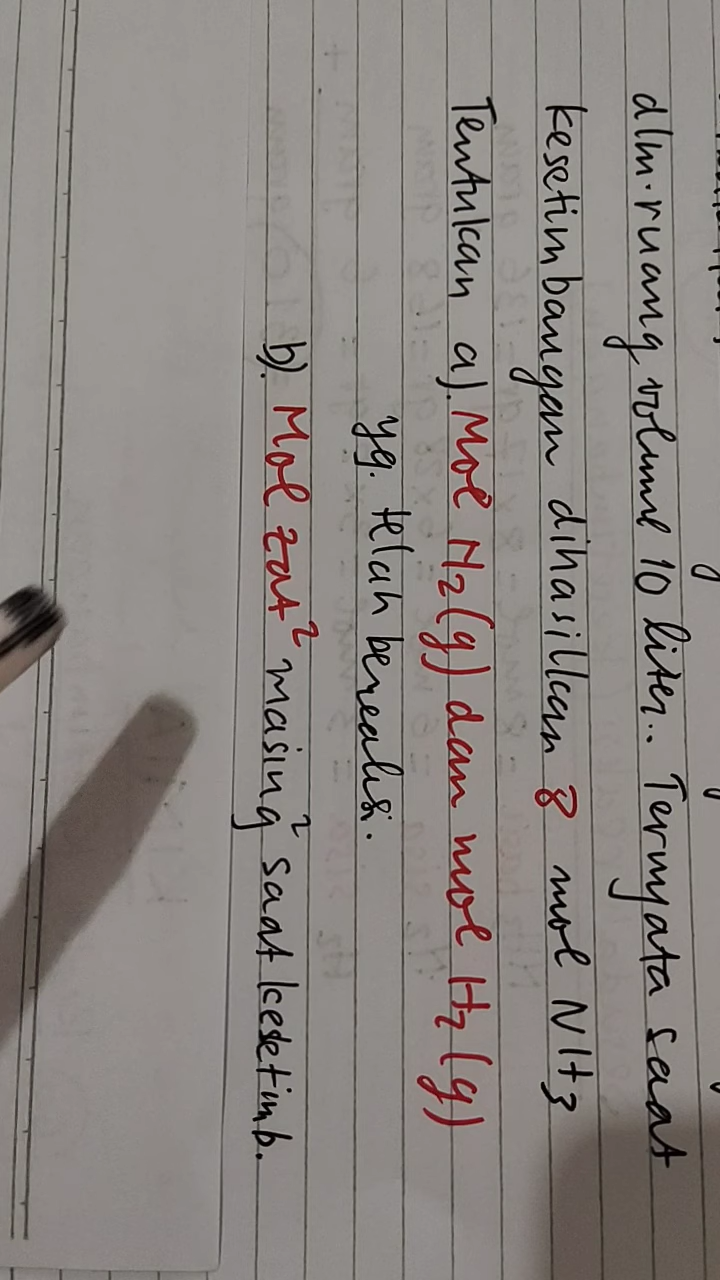 dlm. ruang volume 10 liter.. Ternyata saat
kesetimbangan dihasilkan 8 mol NH3
Tentukan a). Mol N2(g) dan mol H2(g)
yg. telah bereaksi.
b). Mol zat² masing² saat kesetimb.